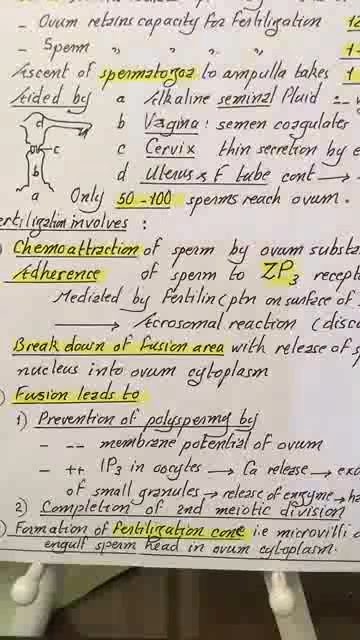 - Ovum retains capacity for Fertilization
- Sperm " " " "
Ascent of spermatozoa to ampulla takes
Aided by a Alkaline seminal Fluid
b Vagina: semen coagulates
c Cervix thin secretion by
d Uterus & F tube cont →
d
c
b
a
Only 50-100 sperms reach ovum.
Fertilization involves:
Chemoattraction of sperm by ovum
Adherence of sperm to ZP3
Mediated by Fertilin (ptn on surface of
→ Acrosomal reaction
Break down of fusion area with release of
nucleus into ovum cytoplasm
Fusion leads to
1) Prevention of polyspermy by
- -- membrane potential of ovum
- ++ IP3 in oocytes → Ca release →
of small granules → release of enzyme →
2) Completion of 2nd meiotic division
Formation of fertilization cone i.e microvilli
engulf sperm head in ovum cytoplasm.